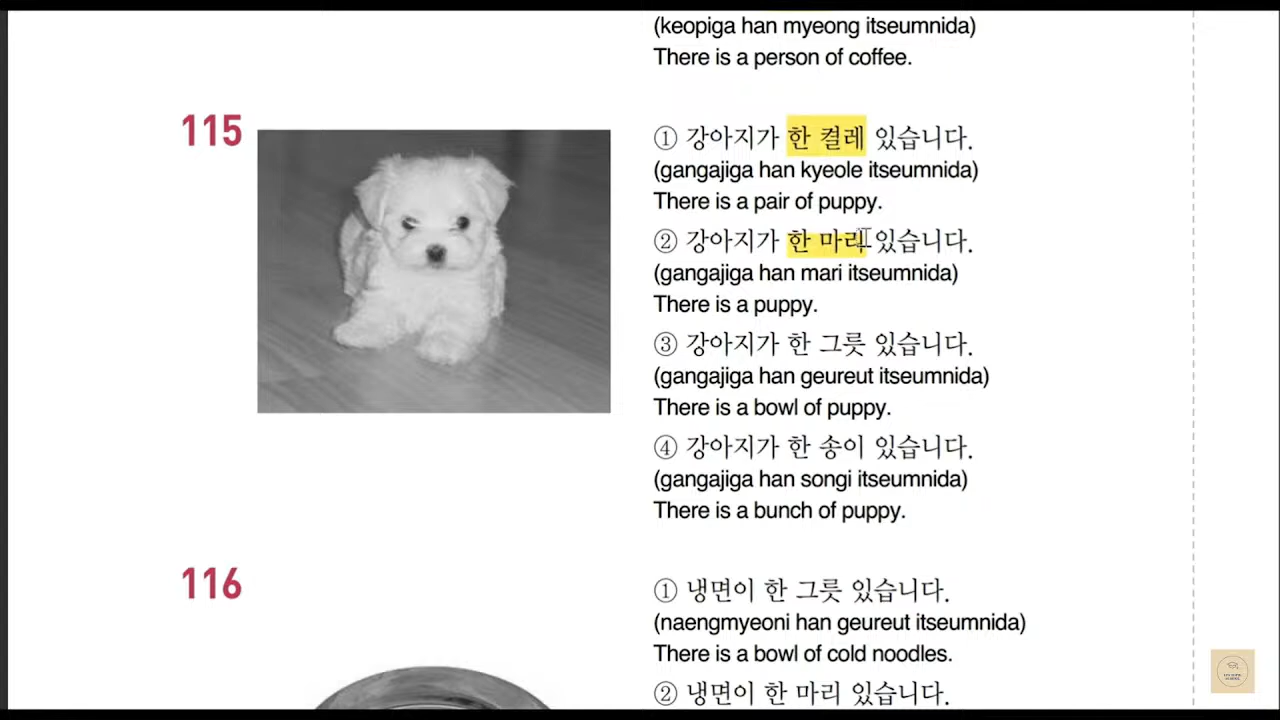 (keopiga han myeong itseumnida)
There is a person of coffee.
115
① 강아지가 한 켤레 있습니다.
(gangajiga han kyeole itseumnida)
There is a pair of puppy.
② 강아지가 한 마리 있습니다.
(gangajiga han mari itseumnida)
There is a puppy.
③ 강아지가 한 그릇 있습니다.
(gangajiga han geureut itseumnida)
There is a bowl of puppy.
④ 강아지가 한 송이 있습니다.
(gangajiga han songi itseumnida)
There is a bunch of puppy.
116
① 냉면이 한 그릇 있습니다.
(naengmyeoni han geureut itseumnida)
There is a bowl of cold noodles.
② 냉면이 한 마리 있습니다.